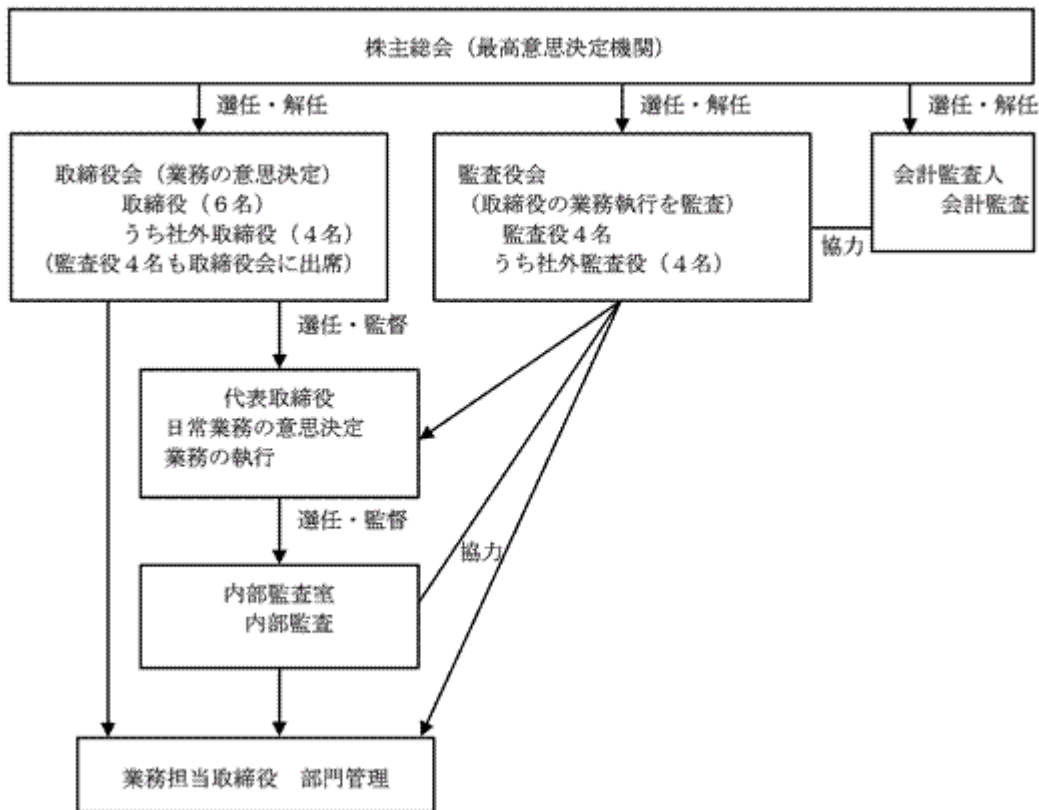 株主総会（最高意思決定機関）
選任・解任
選任・解任
選任・解任
取締役会（業務の意思決定）
取締役（６名）
うち社外取締役（４名）
（監査役４名も取締役会に出席）
監査役会
（取締役の業務執行を監査）
監査役４名
うち社外監査役（４名）
協力
会計監査人
会計監査
選任・監督
代表取締役
日常業務の意思決定
業務の執行
選任・監督
協力
内部監査室
内部監査
業務担当取締役　部門管理